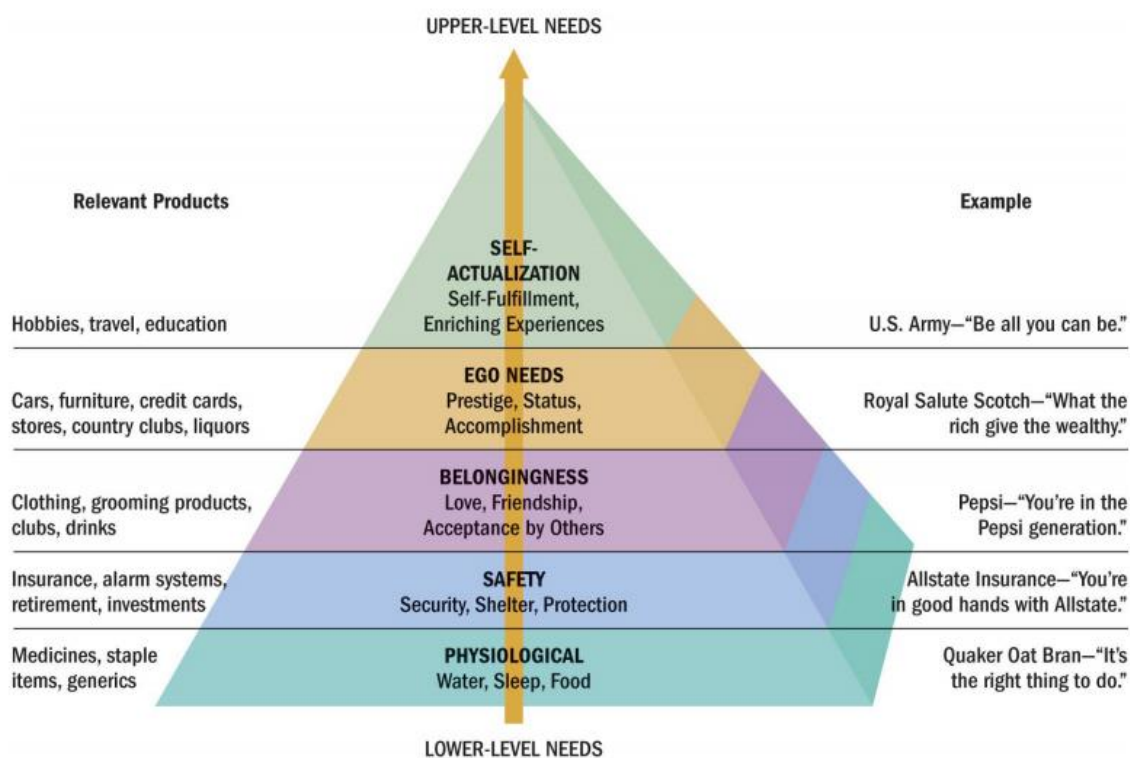 UPPER-LEVEL NEEDS
Relevant Products
Example
SELF-
ACTUALIZATION
Self-Fulfillment,
Enriching Experiences
Hobbies, travel, education
U.S. Army—“Be all you can be.”
EGO NEEDS
Prestige, Status,
Accomplishment
Cars, furniture, credit cards,
stores, country clubs, liquors
Royal Salute Scotch—“What the
rich give the wealthy.”
BELONGINGNESS
Love, Friendship,
Acceptance by Others
Clothing, grooming products,
clubs, drinks
Pepsi—“You’re in the
Pepsi generation.”
SAFETY
Security, Shelter, Protection
Insurance, alarm systems,
retirement, investments
Allstate Insurance—“You’re
in good hands with Allstate.”
PHYSIOLOGICAL
Water, Sleep, Food
Medicines, staple
items, generics
Quaker Oat Bran—“It’s
the right thing to do.”
LOWER-LEVEL NEEDS